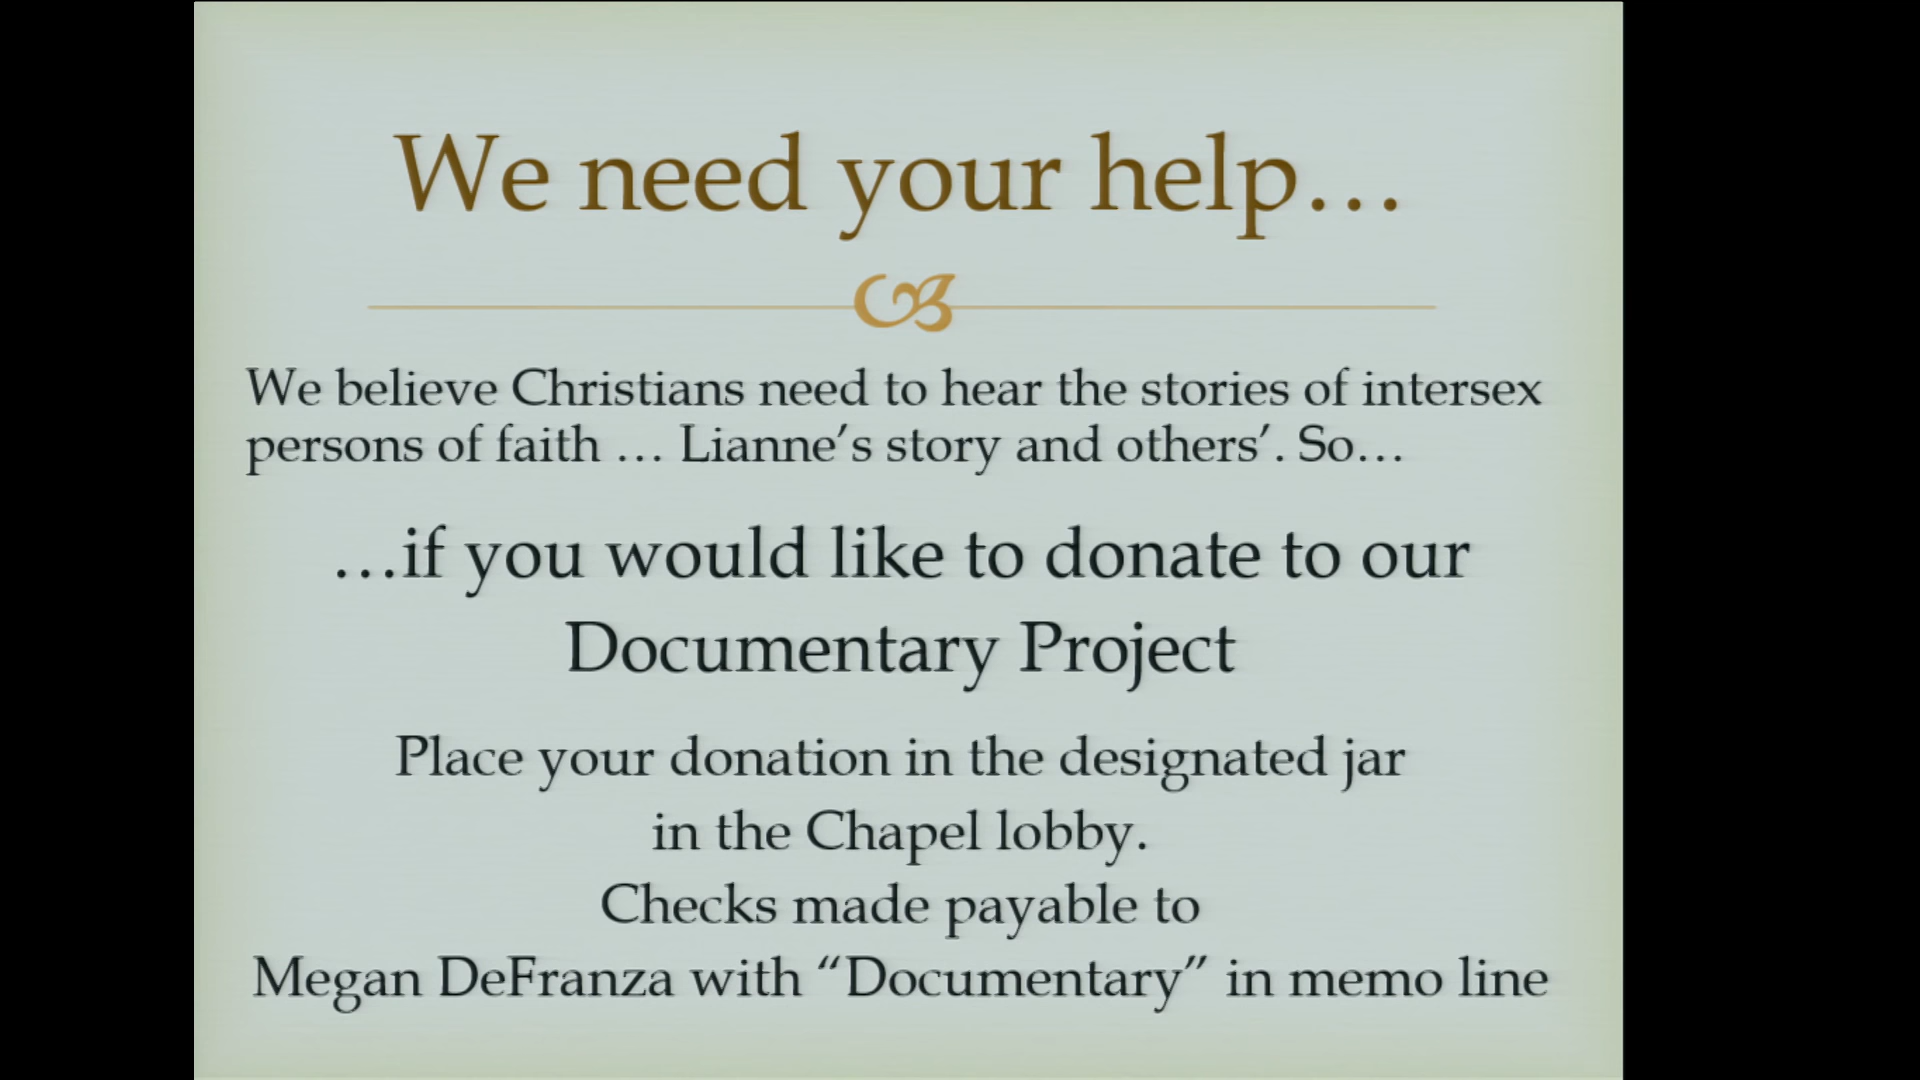 We need your help…
We believe Christians need to hear the stories of intersex
persons of faith … Lianne’s story and others’. So…
…if you would like to donate to our
Documentary Project
Place your donation in the designated jar
in the Chapel lobby.
Checks made payable to
Megan DeFranza with “Documentary” in memo line